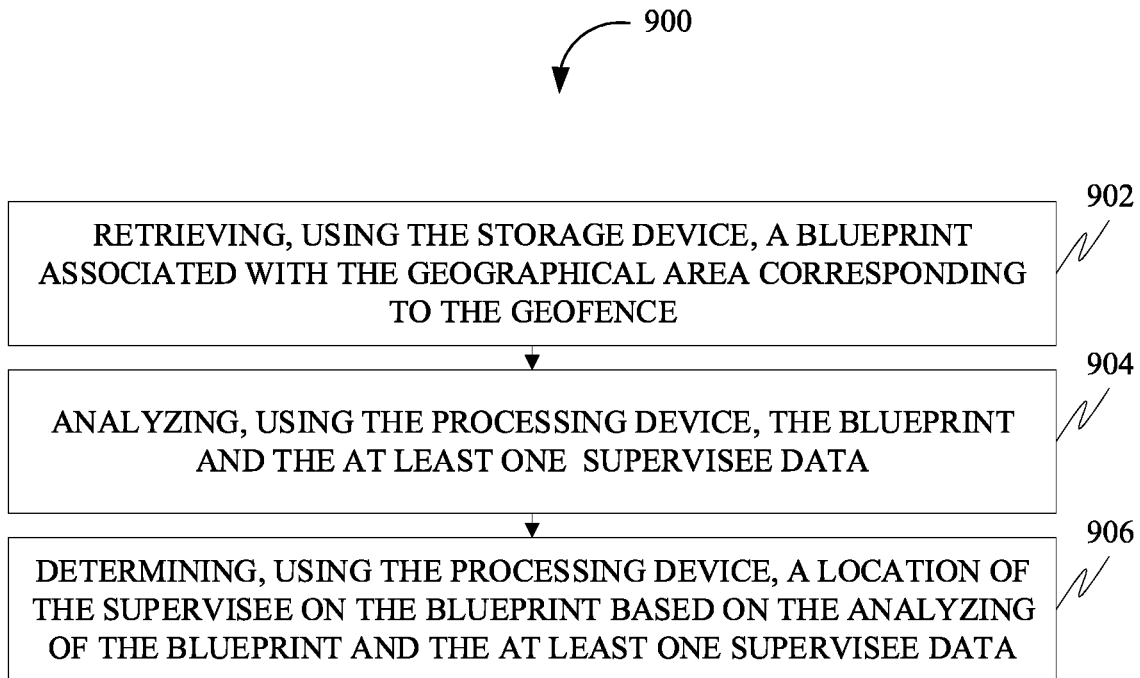 900
902
RETRIEVING, USING THE STORAGE DEVICE, A BLUEPRINT
ASSOCIATED WITH THE GEOGRAPHICAL AREA CORRESPONDING
TO THE GEOFENCE
904
ANALYZING, USING THE PROCESSING DEVICE, THE BLUEPRINT
AND THE AT LEAST ONE SUPERVISEE DATA
906
DETERMINING, USING THE PROCESSING DEVICE, A LOCATION OF
THE SUPERVISEE ON THE BLUEPRINT BASED ON THE ANALYZING
OF THE BLUEPRINT AND THE AT LEAST ONE SUPERVISEE DATA